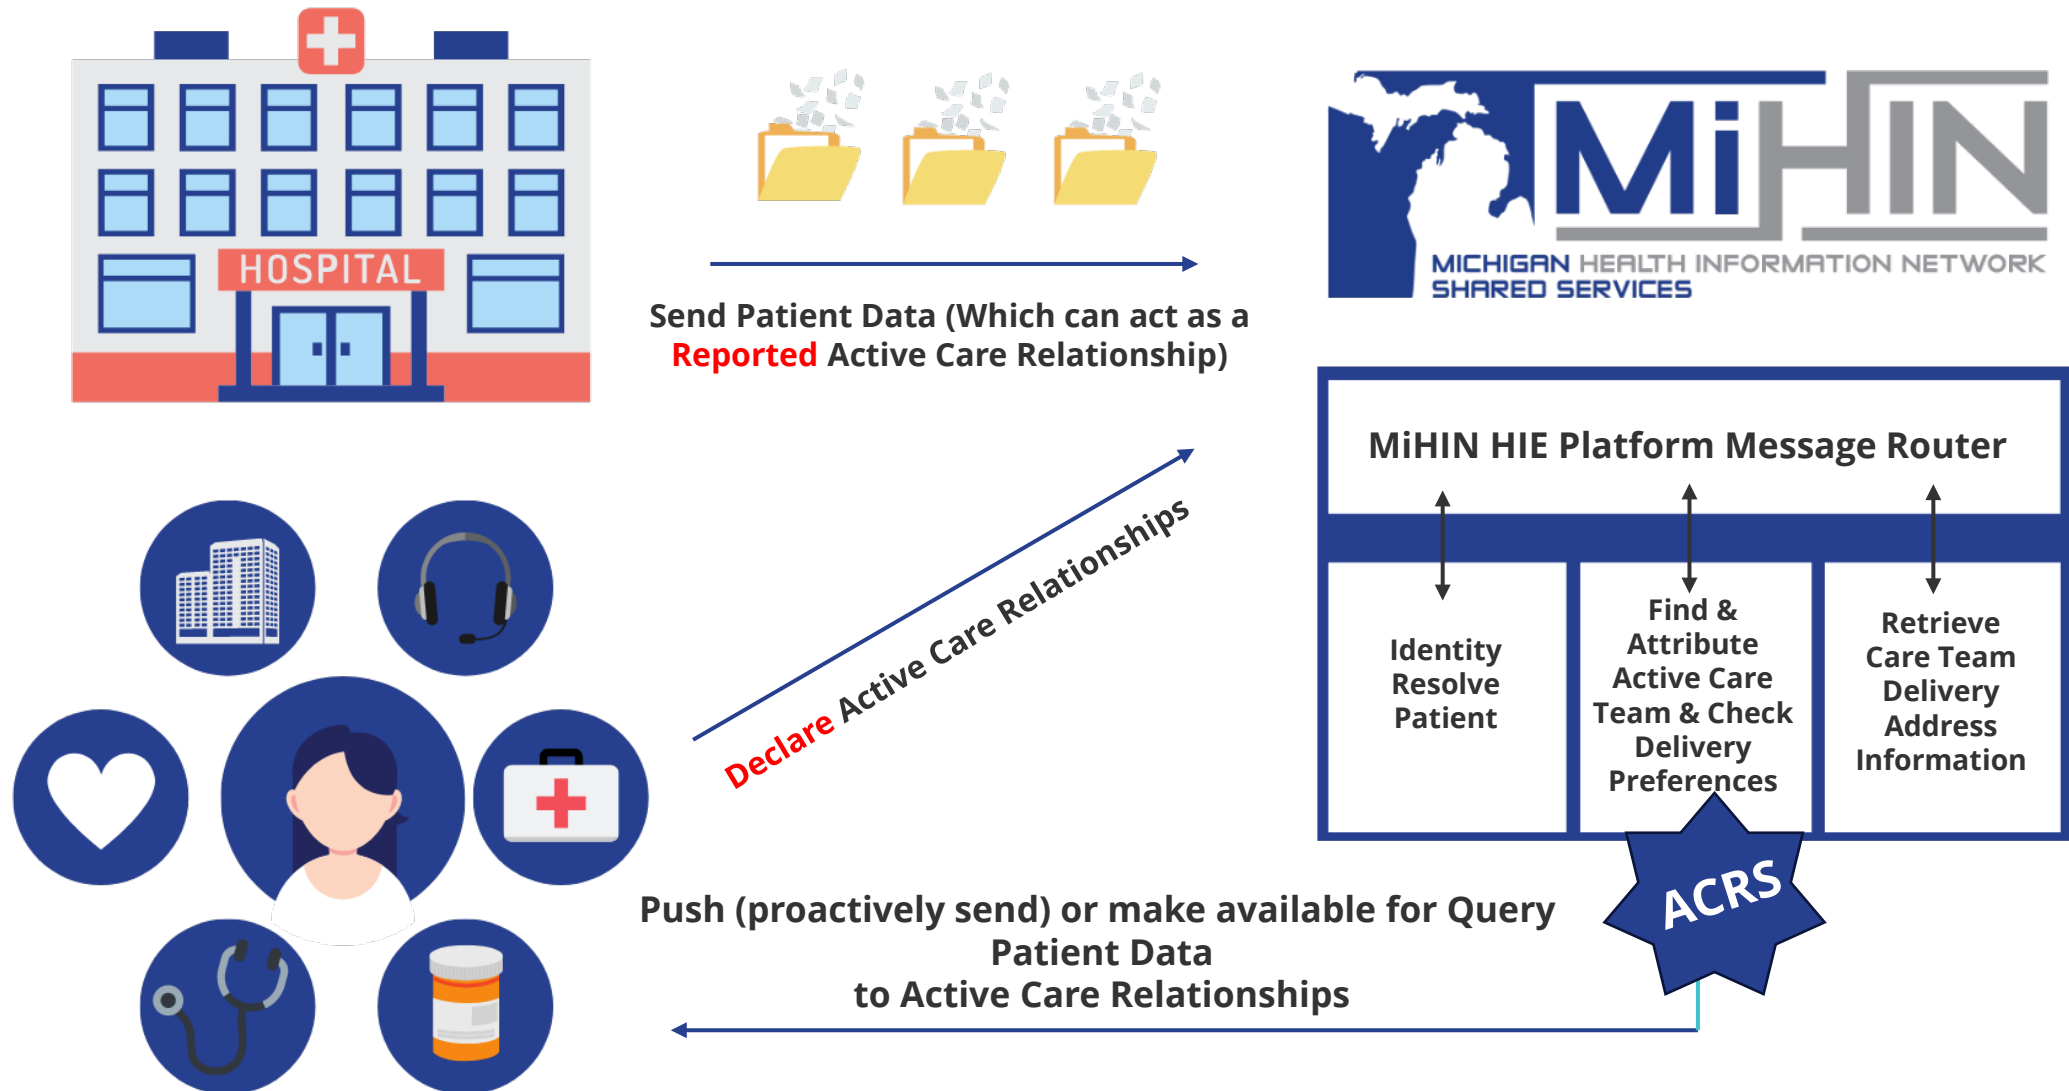 HOSPITAL
Send Patient Data (Which can act as a
Reported Active Care Relationship)
MiHIN
MICHIGAN HEALTH INFORMATION NETWORK
SHARED SERVICES
MiHIN HIE Platform Message Router
Identity
Resolve
Patient
Find &
Attribute
Active Care
Team & Check
Delivery
Preferences
Retrieve
Care Team
Delivery
Address
Information
Declare Active Care Relationships
ACRS
Push (proactively send) or make available for Query
Patient Data
to Active Care Relationships